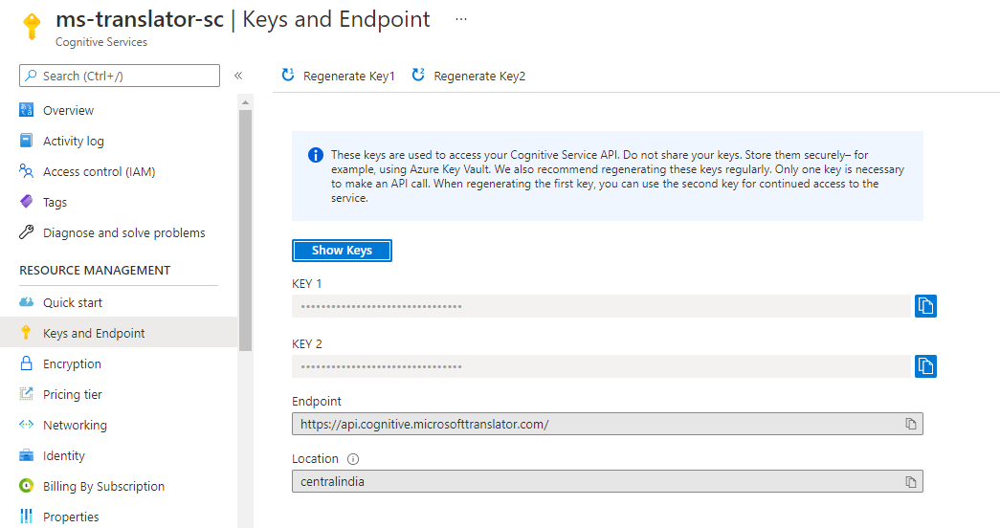 ms-translator-sc | Keys and Endpoint ...
Cognitive Services
Search (Ctrl+/)
«
Overview
Activity log
Access control (IAM)
Tags
Diagnose and solve problems
RESOURCE MANAGEMENT
Quick start
Keys and Endpoint
Encryption
Pricing tier
Networking
Identity
Billing By Subscription
Properties
Regenerate Key1
Regenerate Key2
These keys are used to access your Cognitive Service API. Do not share your keys. Store them securely– for
example, using Azure Key Vault. We also recommend regenerating these keys regularly. Only one key is necessary
to make an API call. When regenerating the first key, you can use the second key for continued access to the
service.
Show Keys
KEY 1
••••••••••••••••••••••••••••••••
KEY 2
••••••••••••••••••••••••••••••••
Endpoint
https://api.cognitive.microsofttranslator.com/
Location
centralindia